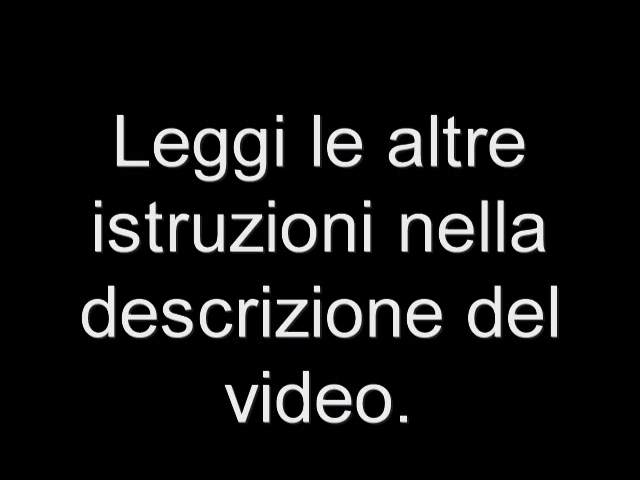 Leggi le altre
istruzioni nella
descrizione del
video.